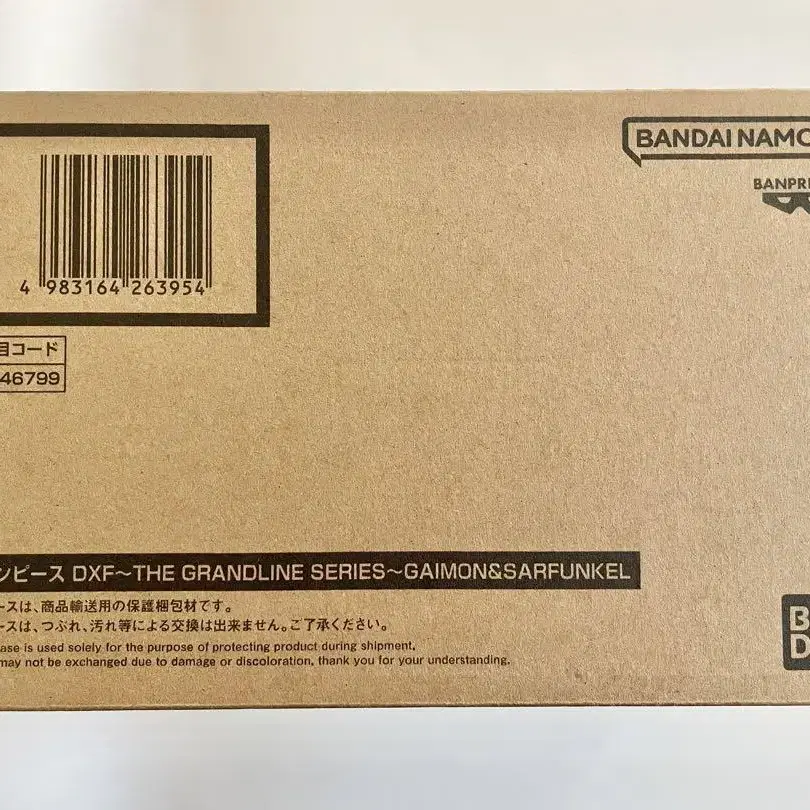 BANDAI NAMCO
BANPRE
4 983164 263954
目コード
46799
ンピース DXF～THE GRANDLINE SERIES～GAIMON&SARFUNKEL
ースは、商品輸送用の保護梱包材です。
ースは、つぶれ、汚れ等による交換は出来ません。ご了承ください。
ase is used solely for the purpose of protecting product during shipment,
may not be exchanged due to damage or discoloration, thank you for your understanding.
B
D